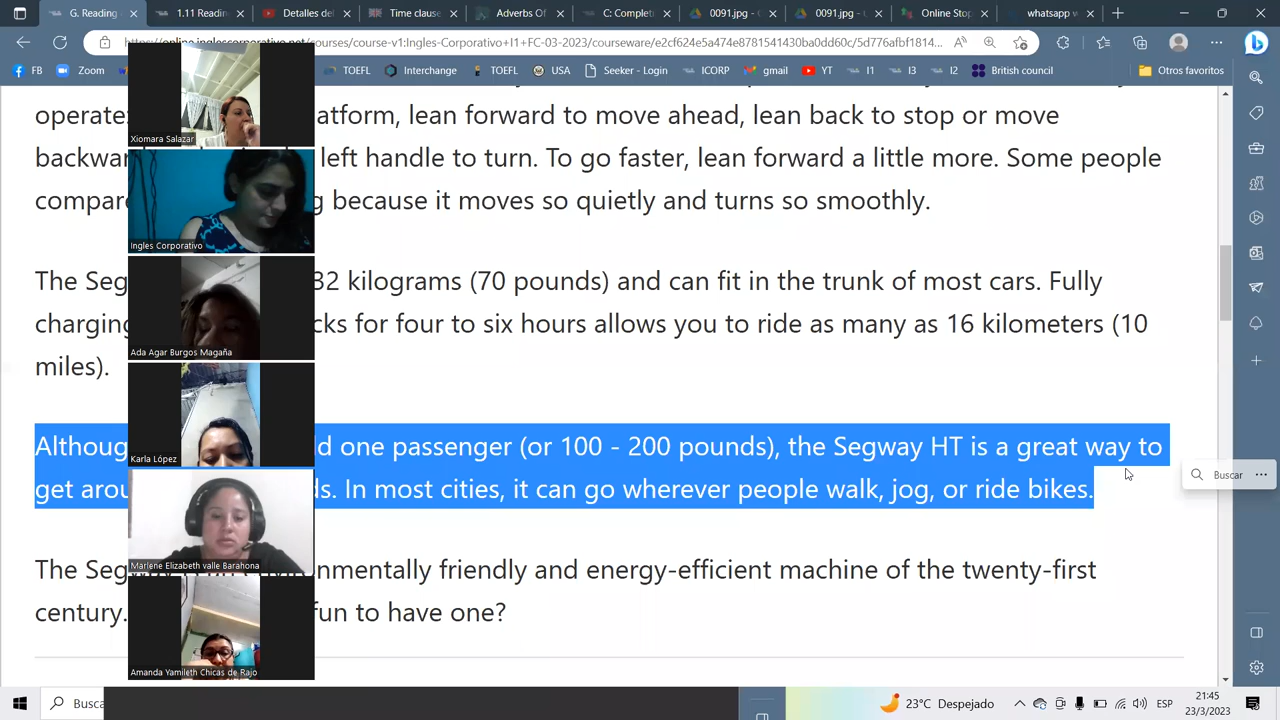 G. Reading
1.11 Reading
Detalles del
Time clause
Adverbs Of
C: Complet
0091.jpg - G
0091.jpg - G
Online Stop
whatsapp w
https://online.inglescorporativo.net/courses/course-v1:Ingles-Corporativo+I1+FC-03-2023/courseware/e2cf624e5a474e8781541430ba0dd60c/5d776afbf1814...
FB
Zoom
TOEFL
Interchange
TOEFL
USA
Seeker - Login
ICORP
gmail
YT
I1
I3
I2
British council
Otros favoritos
operate
atform, lean forward to move ahead, lean back to stop or move
backwar
left handle to turn. To go faster, lean forward a little more. Some people
compare
g because it moves so quietly and turns so smoothly.
The Seg
32 kilograms (70 pounds) and can fit in the trunk of most cars. Fully
charging
cks for four to six hours allows you to ride as many as 16 kilometers (10
miles).
Althoug
ld one passenger (or 100 - 200 pounds), the Segway HT is a great way to
get arou
ds. In most cities, it can go wherever people walk, jog, or ride bikes.
The Seg
nmentally friendly and energy-efficient machine of the twenty-first
century.
fun to have one?
Xiomara Salazar
Ingles Corporativo
Ada Agar Burgos Magaña
Karla López
Marlene Elizabeth valle Barahona
Amanda Yamileth Chicas de Rajo
Buscar
Busca
23°C Despejado
ESP
21:45
23/3/2023